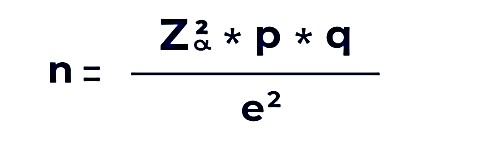 n = Z²α * p * q
e²